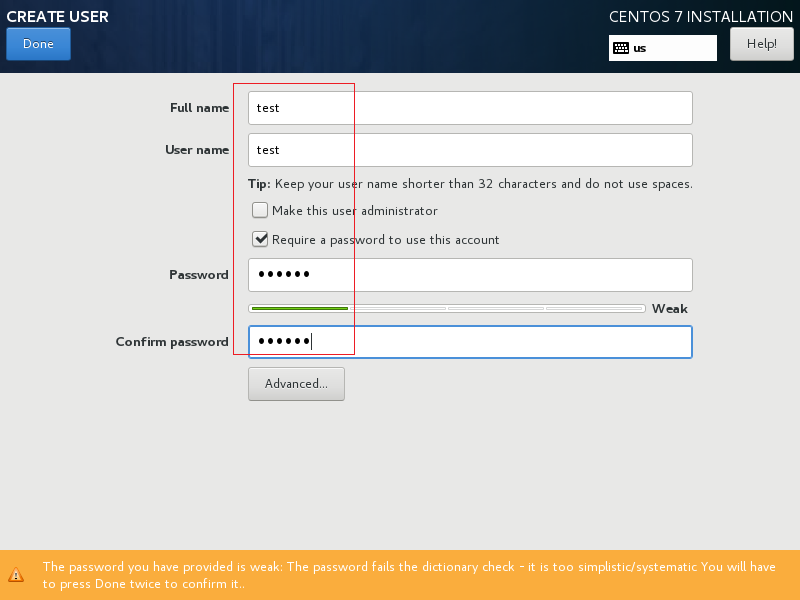 CREATE USER
CENTOS 7 INSTALLATION
Done
us
Help!
Full name
test
User name
test
Tip: Keep your user name shorter than 32 characters and do not use spaces.
Make this user administrator
Require a password to use this account
Password
••••••
Weak
Confirm password
••••••
Advanced...
The password you have provided is weak: The password fails the dictionary check - it is too simplistic/systematic You will have
to press Done twice to confirm it..